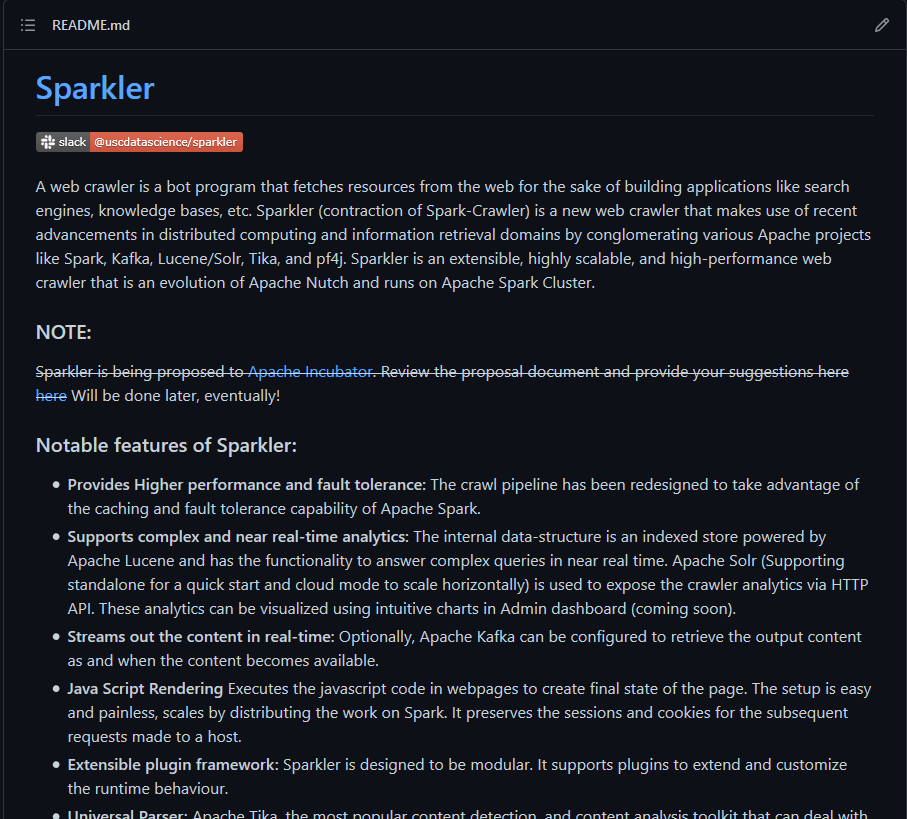 README.md
Sparkler
slack @uscdatascience/sparkler
A web crawler is a bot program that fetches resources from the web for the sake of building applications like search
engines, knowledge bases, etc. Sparkler (contraction of Spark-Crawler) is a new web crawler that makes use of recent
advancements in distributed computing and information retrieval domains by conglomerating various Apache projects
like Spark, Kafka, Lucene/Solr, Tika, and pf4j. Sparkler is an extensible, highly scalable, and high-performance web
crawler that is an evolution of Apache Nutch and runs on Apache Spark Cluster.
NOTE:
Sparkler is being proposed to Apache Incubator. Review the proposal document and provide your suggestions here
here Will be done later, eventually!
Notable features of Sparkler:
• Provides Higher performance and fault tolerance: The crawl pipeline has been redesigned to take advantage of
the caching and fault tolerance capability of Apache Spark.
• Supports complex and near real-time analytics: The internal data-structure is an indexed store powered by
Apache Lucene and has the functionality to answer complex queries in near real time. Apache Solr (Supporting
standalone for a quick start and cloud mode to scale horizontally) is used to expose the crawler analytics via HTTP
API. These analytics can be visualized using intuitive charts in Admin dashboard (coming soon).
• Streams out the content in real-time: Optionally, Apache Kafka can be configured to retrieve the output content
as and when the content becomes available.
• Java Script Rendering Executes the javascript code in webpages to create final state of the page. The setup is easy
and painless, scales by distributing the work on Spark. It preserves the sessions and cookies for the subsequent
requests made to a host.
• Extensible plugin framework: Sparkler is designed to be modular. It supports plugins to extend and customize
the runtime behaviour.
• Universal Parser: Apache Tika, the most popular content detection, and content analysis toolkit that can deal with